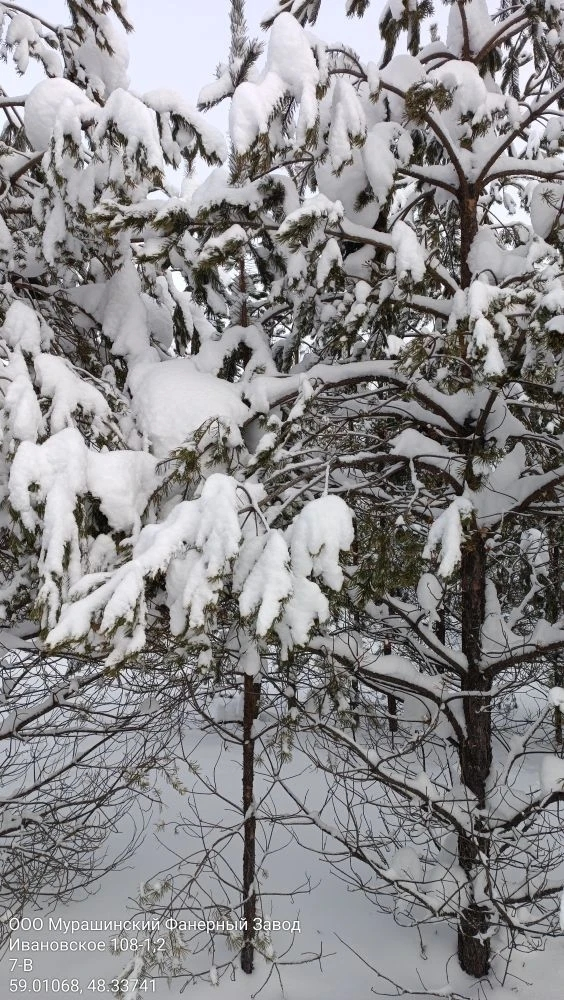 ООО Мурашинский Фанерный Завод
Ивановское 108-1,2
7-В
59.01068, 48.33741